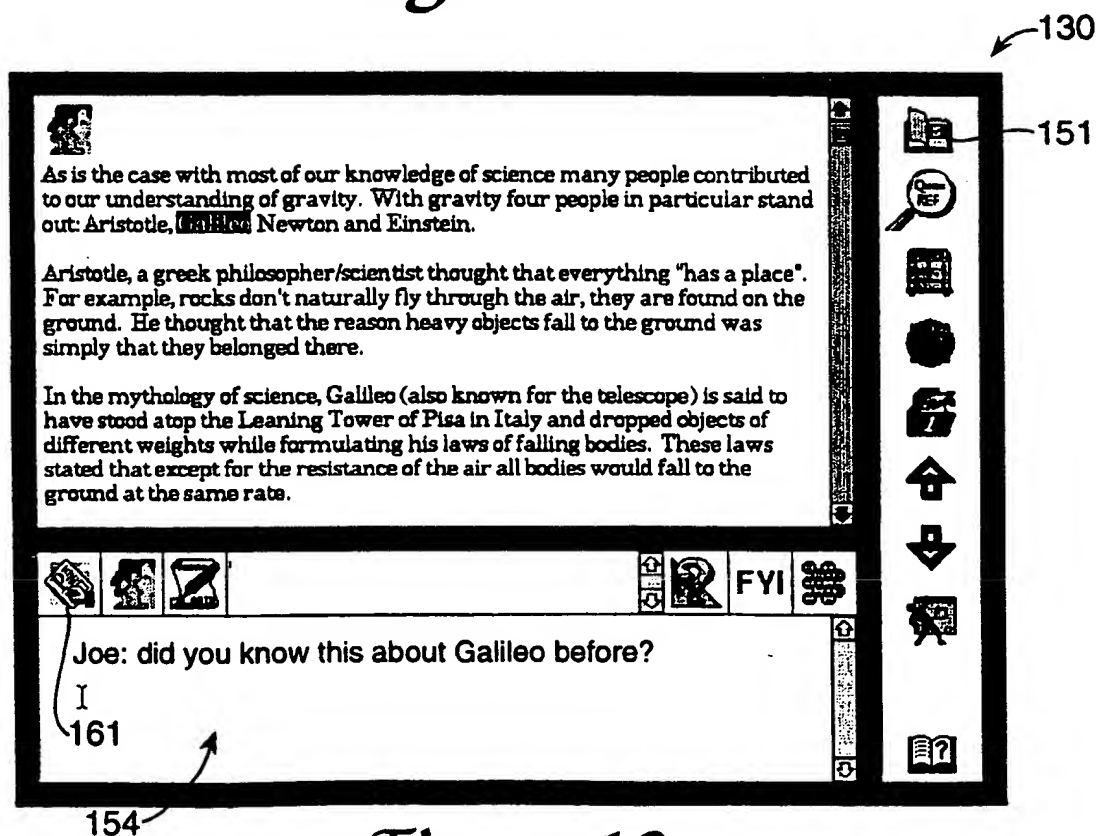 130
151
REF
As is the case with most of our knowledge of science many people contributed
to our understanding of gravity. With gravity four people in particular stand
out: Aristotle, Galileo Newton and Einstein.
Aristotle, a greek philosopher/scientist thought that everything "has a place".
For example, rocks don't naturally fly through the air, they are found on the
ground. He thought that the reason heavy objects fall to the ground was
simply that they belonged there.
In the mythology of science, Galileo (also known for the telescope) is said to
have stood atop the Leaning Tower of Pisa in Italy and dropped objects of
different weights while formulating his laws of falling bodies. These laws
stated that except for the resistance of the air all bodies would fall to the
ground at the same rate.
FYI
Joe: did you know this about Galileo before?
161
154
?